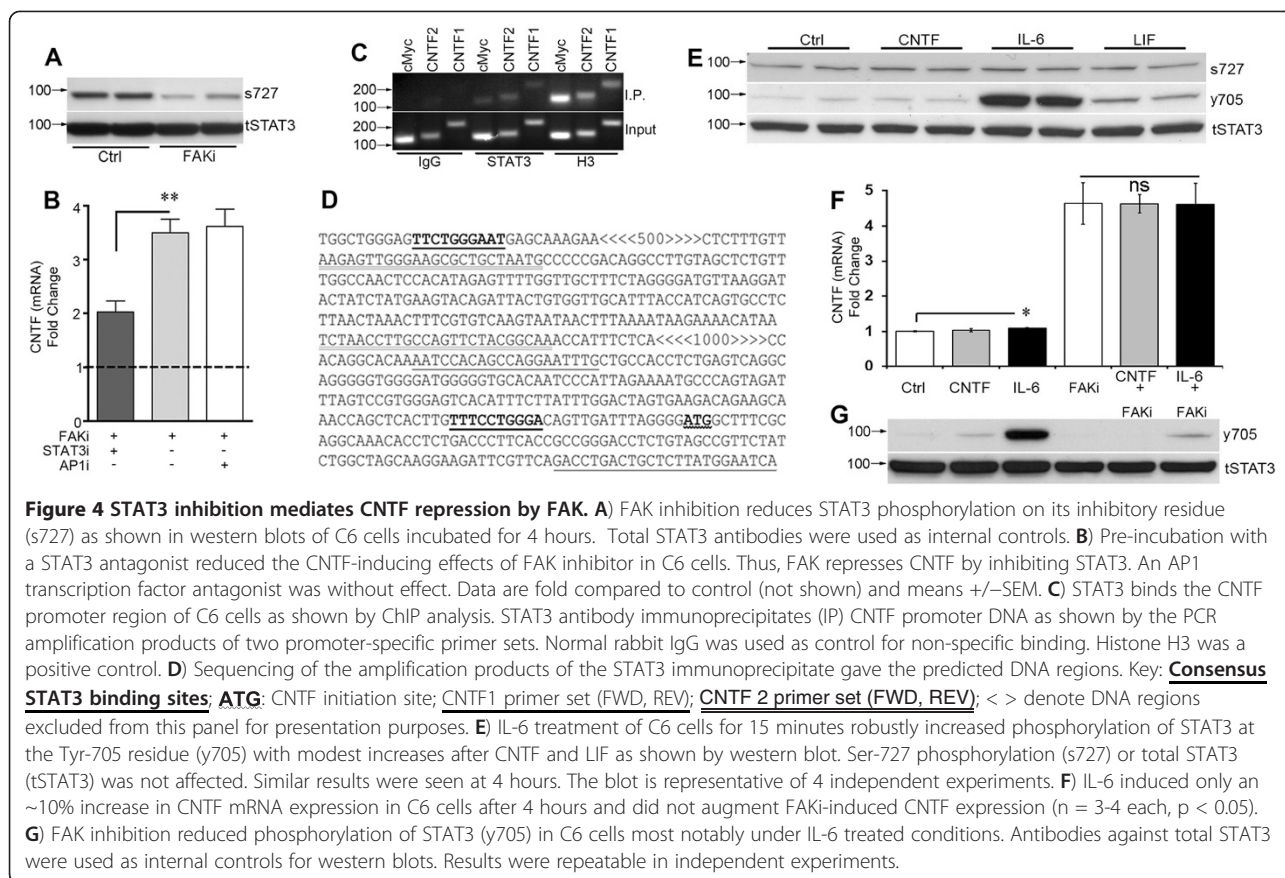 A
100
s727
100
tSTAT3
Ctrl FAKi
B
**
4
3
2
1
0
CNTF (mRNA)
Fold Change
FAKi + + +
STAT3i + - -
AP1i - - +
C
cMyc CNTF2 CNTF1 cMyc CNTF2 CNTF1 cMyc CNTF2 CNTF1
200
100
I.P.
200
100
Input
IgG STAT3 H3
D
TGGCTGGGAGTTCTGGGAATGAGCAAAGAA<<<<500>>>>CTCTTTGTT
AAGAGTTGGGAAGCGCTGCTAATGCCCCCGACAGGCCTTGTAGCTCTGTT
TGGCCAACTCCACATAGAGTTTTGGTTGCTTTCTAGGGGATGTTAAGGAT
ACTATCTATGAAGTACAGATTACTGTGGTTGCATTTACCATCAGTGCCTC
TTAACTAAACTTTCGTGTCAAGTAATAACTTTAAAATAAGAAAACATAA
TCTAACCTTGCCAGTTCTACGGCAAACCATTTCTCA<<<<1000>>>>CC
ACAGGCACAAAATCCACAGCCAGGAATTTGCTGCCACCTCTGAGTCAGGC
AGGGGGTGGGGATGGGGGTGCACAATCCCATTAGAAAATGCCCAGTAGAT
TTAGTCCGTGGGAGTCACATTTCTATTTGGACTAGTGAAGACAGAAGCA
AACCAGCTCACTTGTTTCCTGGGACAGTTGATTTAGGGGATGGCTTTCGC
AGGCAAACACCTCTGACCCTTCACCGCCGGGACCTCTGTAGCCGTTCTAT
CTGGCTAGCAAGGAAGATTCGTTCAGACCTGACTGCTCTTATGGAATCA
E
Ctrl CNTF IL-6 LIF
100
s727
100
y705
100
tSTAT3
F
ns
*
5
4
3
2
1
0
CNTF (mRNA)
Fold Change
Ctrl CNTF IL-6 FAKi CNTF + FAKi IL-6 + FAKi
G
100
y705
100
tSTAT3
Figure 4 STAT3 inhibition mediates CNTF repression by FAK. A) FAK inhibition reduces STAT3 phosphorylation on its inhibitory residue
(s727) as shown in western blots of C6 cells incubated for 4 hours. Total STAT3 antibodies were used as internal controls. B) Pre-incubation with
a STAT3 antagonist reduced the CNTF-inducing effects of FAK inhibitor in C6 cells. Thus, FAK represses CNTF by inhibiting STAT3. An AP1
transcription factor antagonist was without effect. Data are fold compared to control (not shown) and means +/−SEM. C) STAT3 binds the CNTF
promoter region of C6 cells as shown by ChIP analysis. STAT3 antibody immunoprecipitates (IP) CNTF promoter DNA as shown by the PCR
amplification products of two promoter-specific primer sets. Normal rabbit IgG was used as control for non-specific binding. Histone H3 was a
positive control. D) Sequencing of the amplification products of the STAT3 immunoprecipitate gave the predicted DNA regions. Key: Consensus
STAT3 binding sites; ATG: CNTF initiation site; CNTF1 primer set (FWD, REV); CNTF 2 primer set (FWD, REV); < > denote DNA regions
excluded from this panel for presentation purposes. E) IL-6 treatment of C6 cells for 15 minutes robustly increased phosphorylation of STAT3 at
the Tyr-705 residue (y705) with modest increases after CNTF and LIF as shown by western blot. Ser-727 phosphorylation (s727) or total STAT3
(tSTAT3) was not affected. Similar results were seen at 4 hours. The blot is representative of 4 independent experiments. F) IL-6 induced only an
~10% increase in CNTF mRNA expression in C6 cells after 4 hours and did not augment FAKi-induced CNTF expression (n = 3-4 each, p < 0.05).
G) FAK inhibition reduced phosphorylation of STAT3 (y705) in C6 cells most notably under IL-6 treated conditions. Antibodies against total STAT3
were used as internal controls for western blots. Results were repeatable in independent experiments.